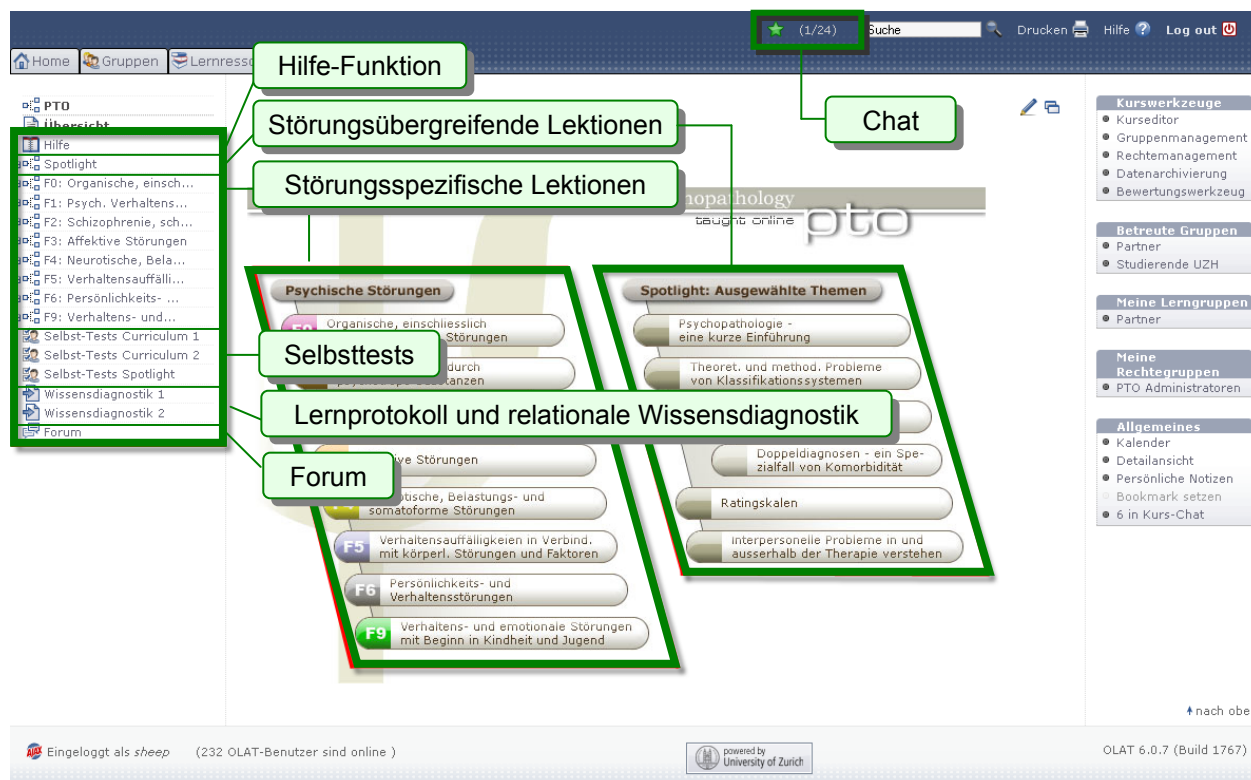 (1/24)
Suche
Drucken
Hilfe
Log out
Home
Gruppen
Lernresso
Hilfe-Funktion
Störungsübergreifende Lektionen
Störungsspezifische Lektionen
Chat
PTO
Übersicht
Hilfe
Spotlight
F0: Organische, einsch...
F1: Psych. Verhaltens...
F2: Schizophrenie, sch...
F3: Affektive Störungen
F4: Neurotische, Bela...
F5: Verhaltensauffälli...
F6: Persönlichkeits- ...
F9: Verhaltens- und...
Selbst-Tests Curriculum 1
Selbst-Tests Curriculum 2
Selbst-Tests Spotlight
Wissensdiagnostik 1
Wissensdiagnostik 2
Forum
hopathology
taught online
pto
Psychische Störungen
Organische, einschliesslich
Störungen
durch
Selbsttests
Lernprotokoll und relationale Wissensdiagnostik
ive Störungen
Forum
otische, Belastungs- und
somatoforme Störungen
F5
Verhaltensauffälligkeien in Verbind.
mit körperl. Störungen und Faktoren
F6
Persönlichkeits- und
Verhaltensstörungen
F9
Verhaltens- und emotionale Störungen
mit Beginn in Kindheit und Jugend
Spotlight: Ausgewählte Themen
Psychopathologie -
eine kurze Einführung
Theoret. und method. Probleme
von Klassifikationssystemen
Doppeldiagnosen - ein Spe-
zialfall von Komorbidität
Ratingskalen
Interpersonelle Probleme in und
ausserhalb der Therapie verstehen
Kurswerkzeuge
Kurseditor
Gruppenmanagement
Rechtemanagement
Datenarchivierung
Bewertungswerkzeug
Betreute Gruppen
Partner
Studierende UZH
Meine Lerngruppen
Partner
Meine
Rechtegruppen
PTO Administratoren
Allgemeines
Kalender
Detailansicht
Persönliche Notizen
Bookmark setzen
6 in Kurs-Chat
nach obe
Eingeloggt als sheep
(232 OLAT-Benutzer sind online )
powered by
University of Zurich
OLAT 6.0.7 (Build 1767)